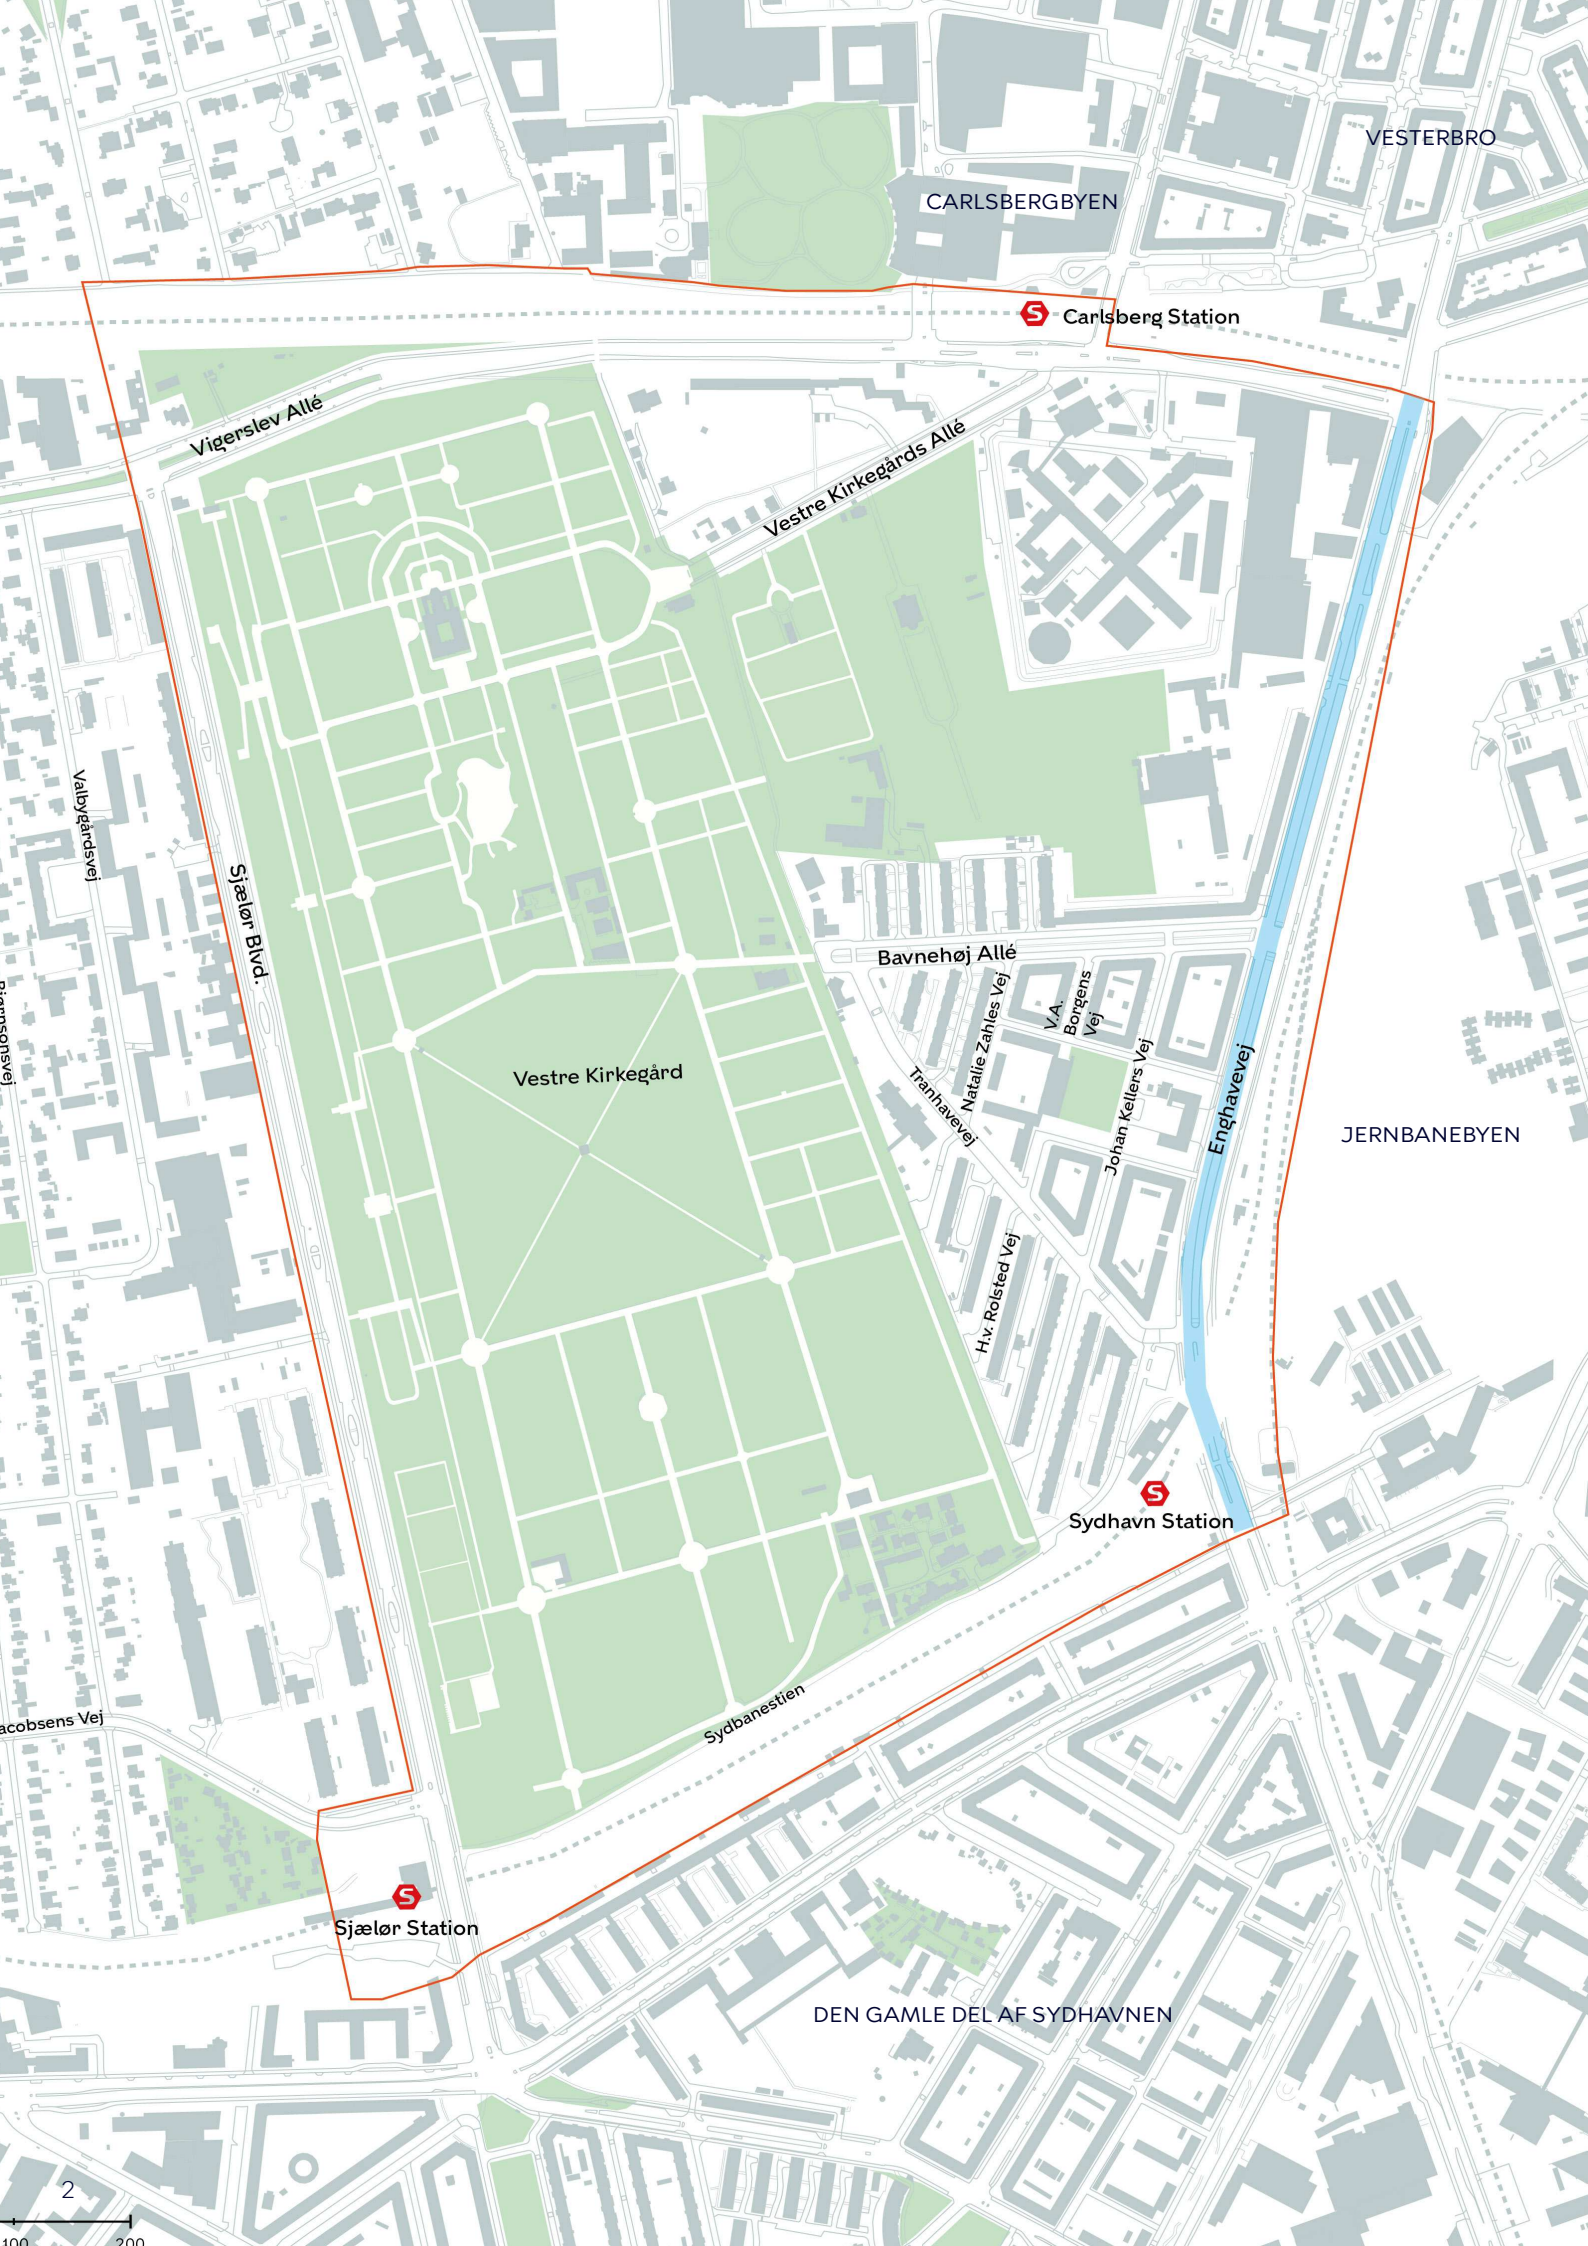 VESTERBRO
CARLSBERGBYEN
S
Carlsberg Station
Vigerslev Allé
Vestre Kirkegårds Allé
Valbygårdsvej
Sjælør Blvd.
Bavnehøj Allé
Natalie Zahles Vej
V.A.
Borgens
Vej
Bjørnsonsvej
Vestre Kirkegård
Tranhavevej
Johan Kellers Vej
Enghavevej
JERNBANEBYEN
H.v. Rolsted Vej
S
Sydhavn Station
acobsens Vej
Sydbanestien
S
Sjælør Station
DEN GAMLE DEL AF SYDHAVNEN
2
100
200